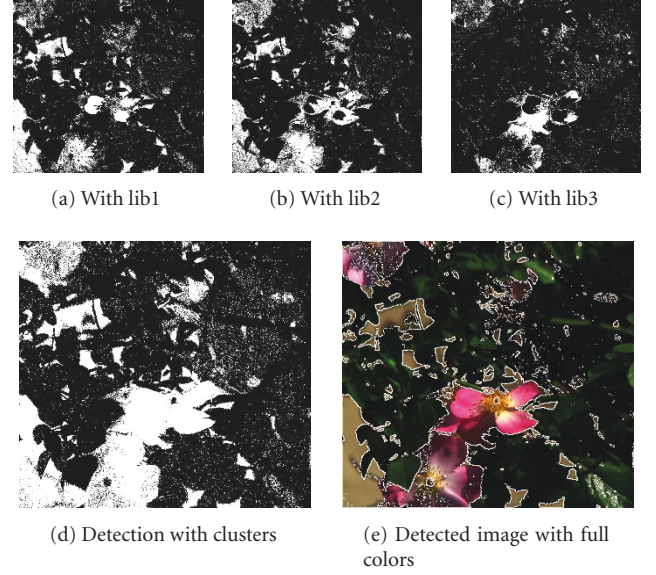 (a) With lib1
(b) With lib2
(c) With lib3
(d) Detection with clusters
(e) Detected image with full
colors